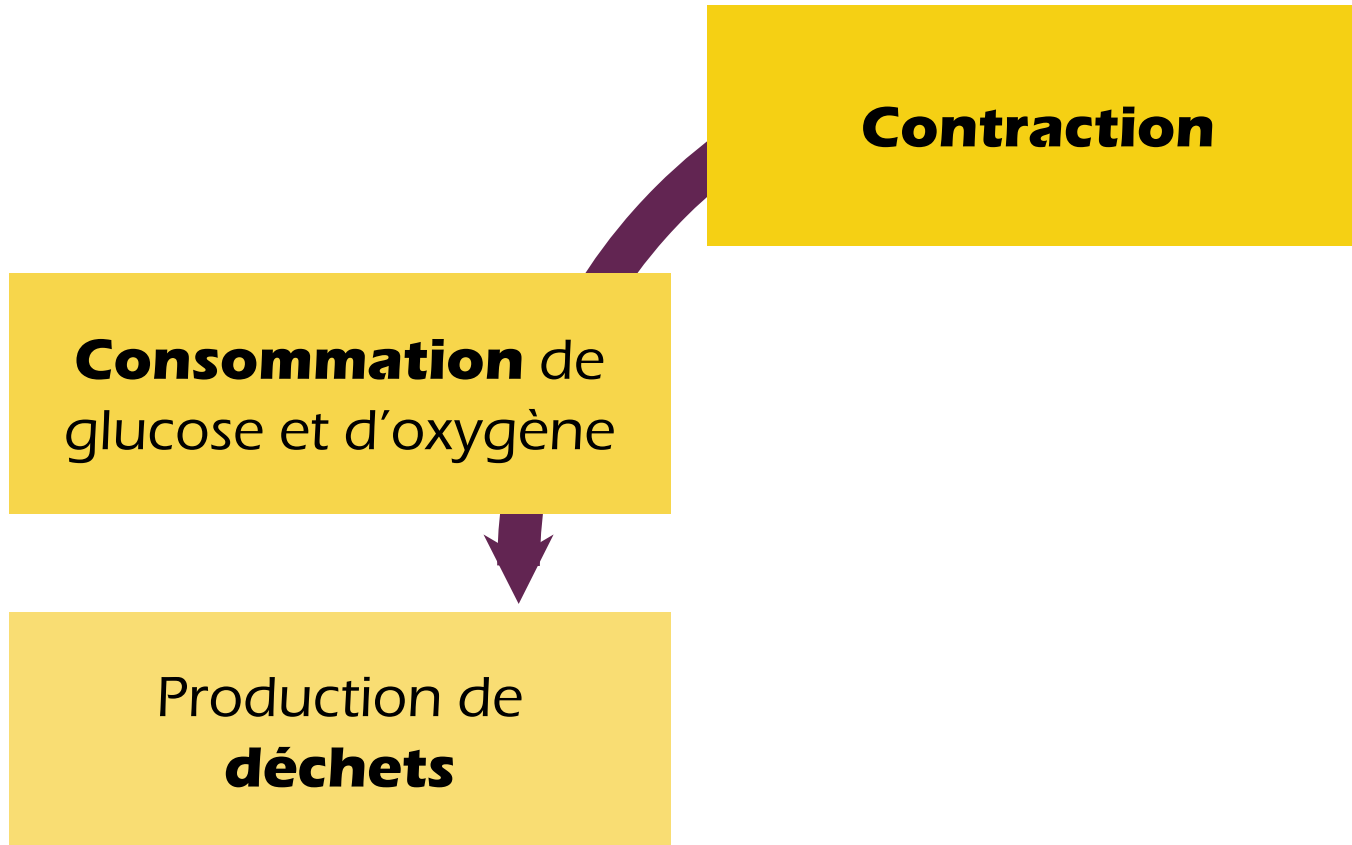 Contraction
Consommation de
glucose et d’oxygène
Production de
déchets